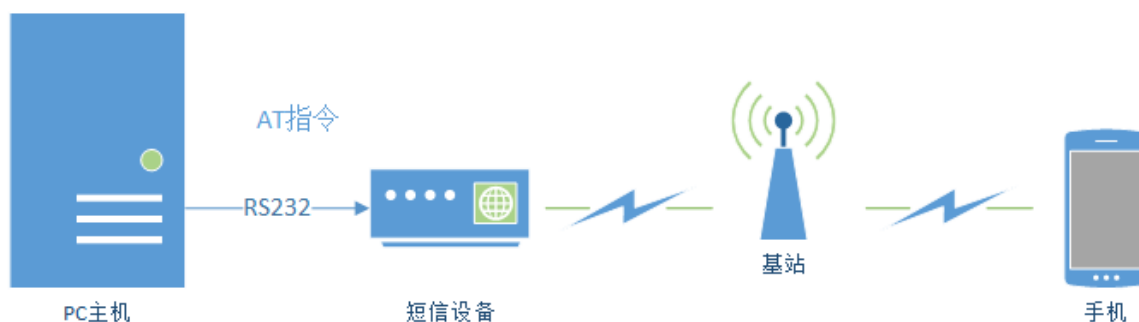 AT指令
RS232
基站
PC主机
短信设备
手机